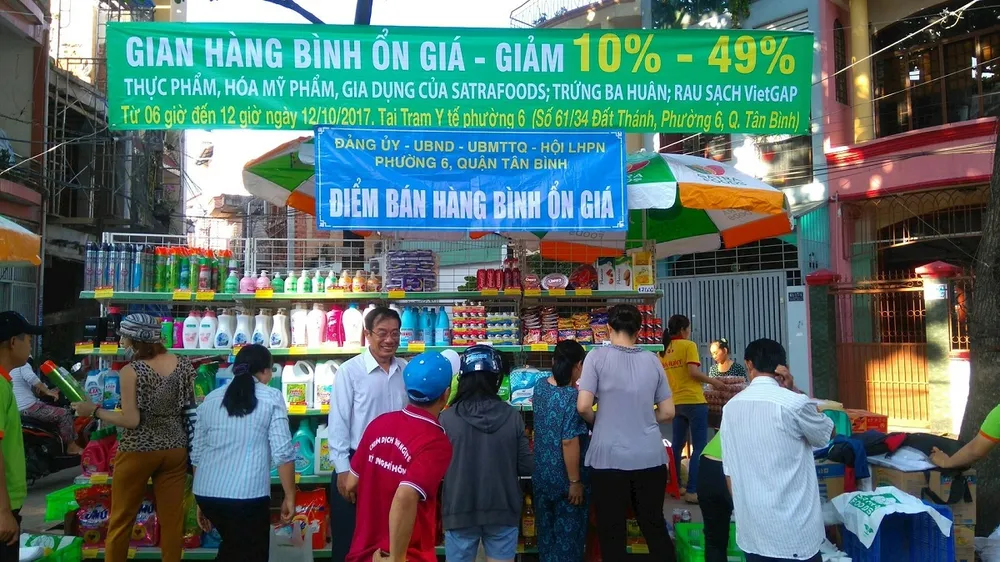 GIAN HÀNG BÌNH ỔN GIÁ - GIẢM 10% - 49%
THỰC PHẨM, HÓA MỸ PHẨM, GIA DỤNG CỦA SATRAFOODS; TRỨNG BA HUÂN; RAU SẠCH VietGAP
Từ 06 giờ đến 12 giờ ngày 12/10/2017. Tại Trạm Y tế phường 6 (Số 61/34 Đất Thánh, Phường 6, Q. Tân Bình)
ĐẢNG ỦY - UBND - UBMTTQ - HỘI LHPN
PHƯỜNG 6, QUẬN TÂN BÌNH
ĐIỂM BÁN HÀNG BÌNH ỔN GIÁ